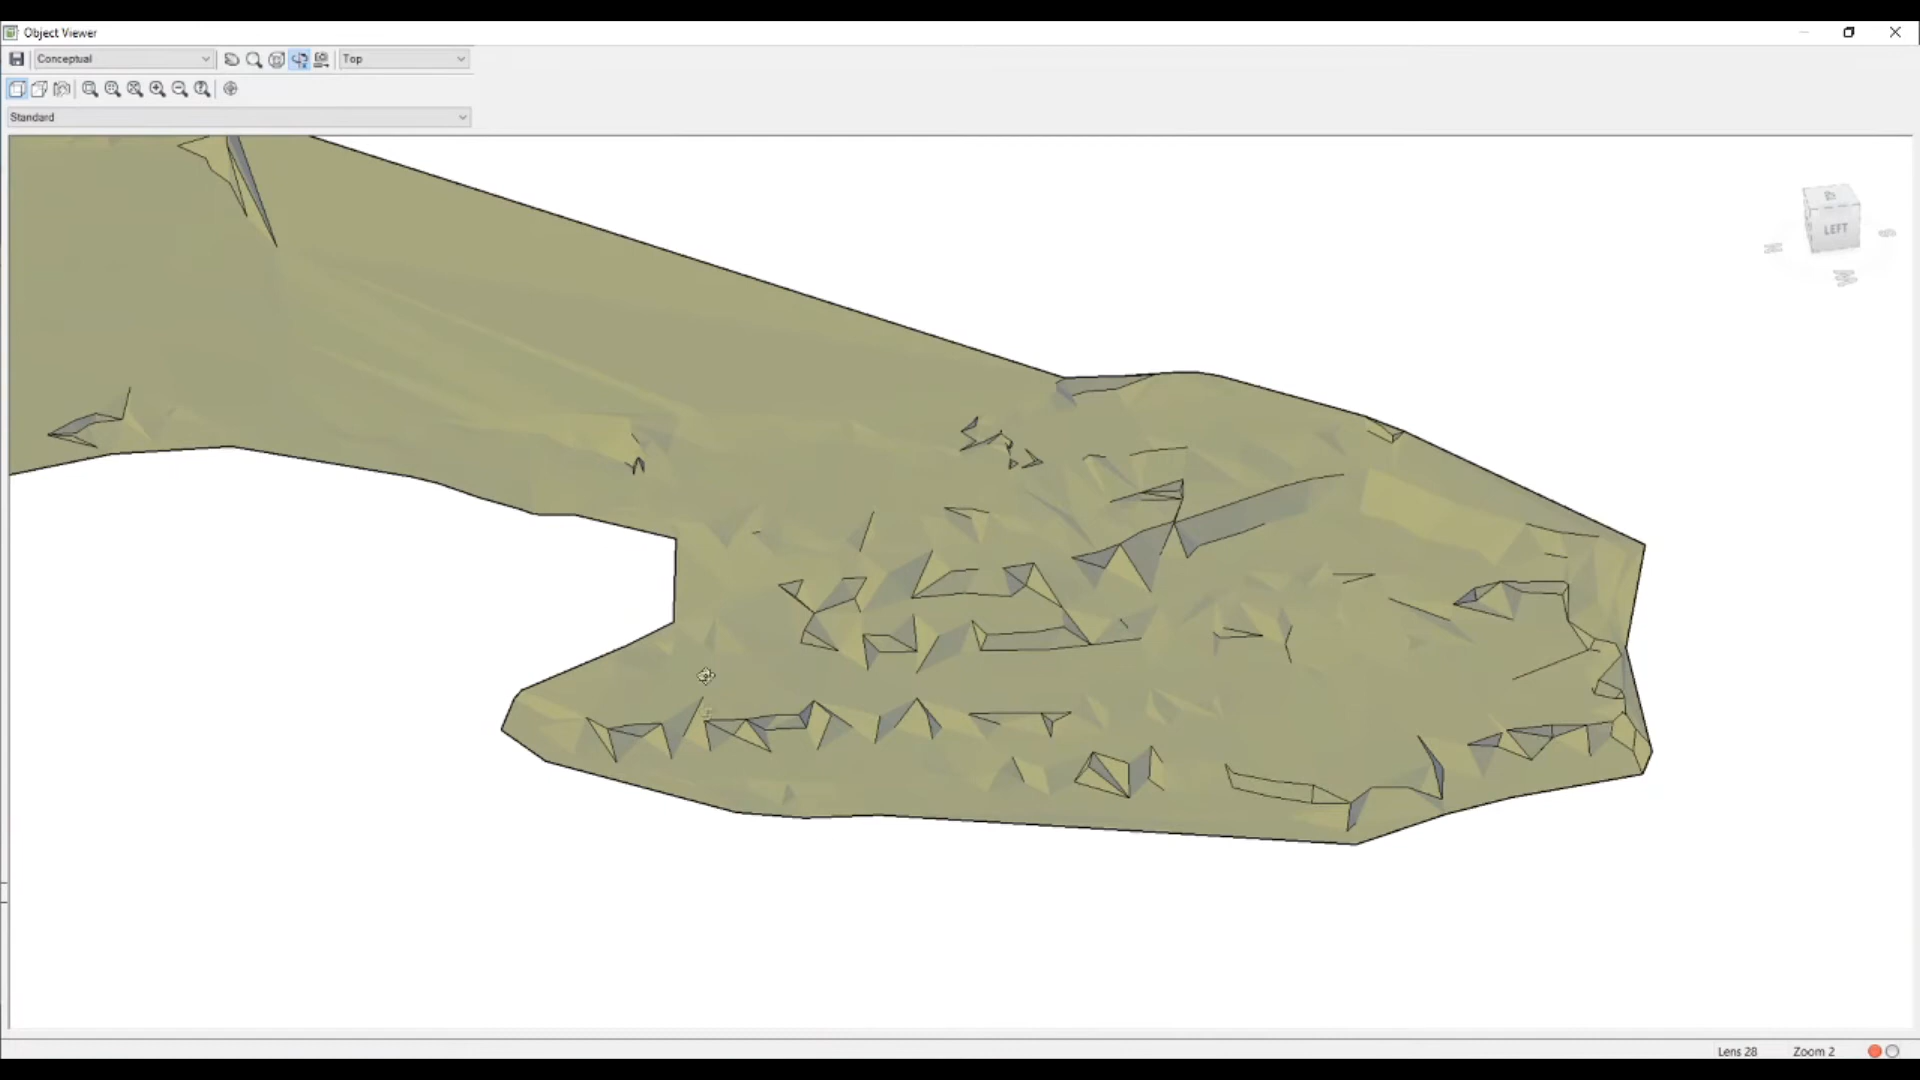 Object Viewer
Conceptual
Top
Standard
LEFT
Lens 28
Zoom 2